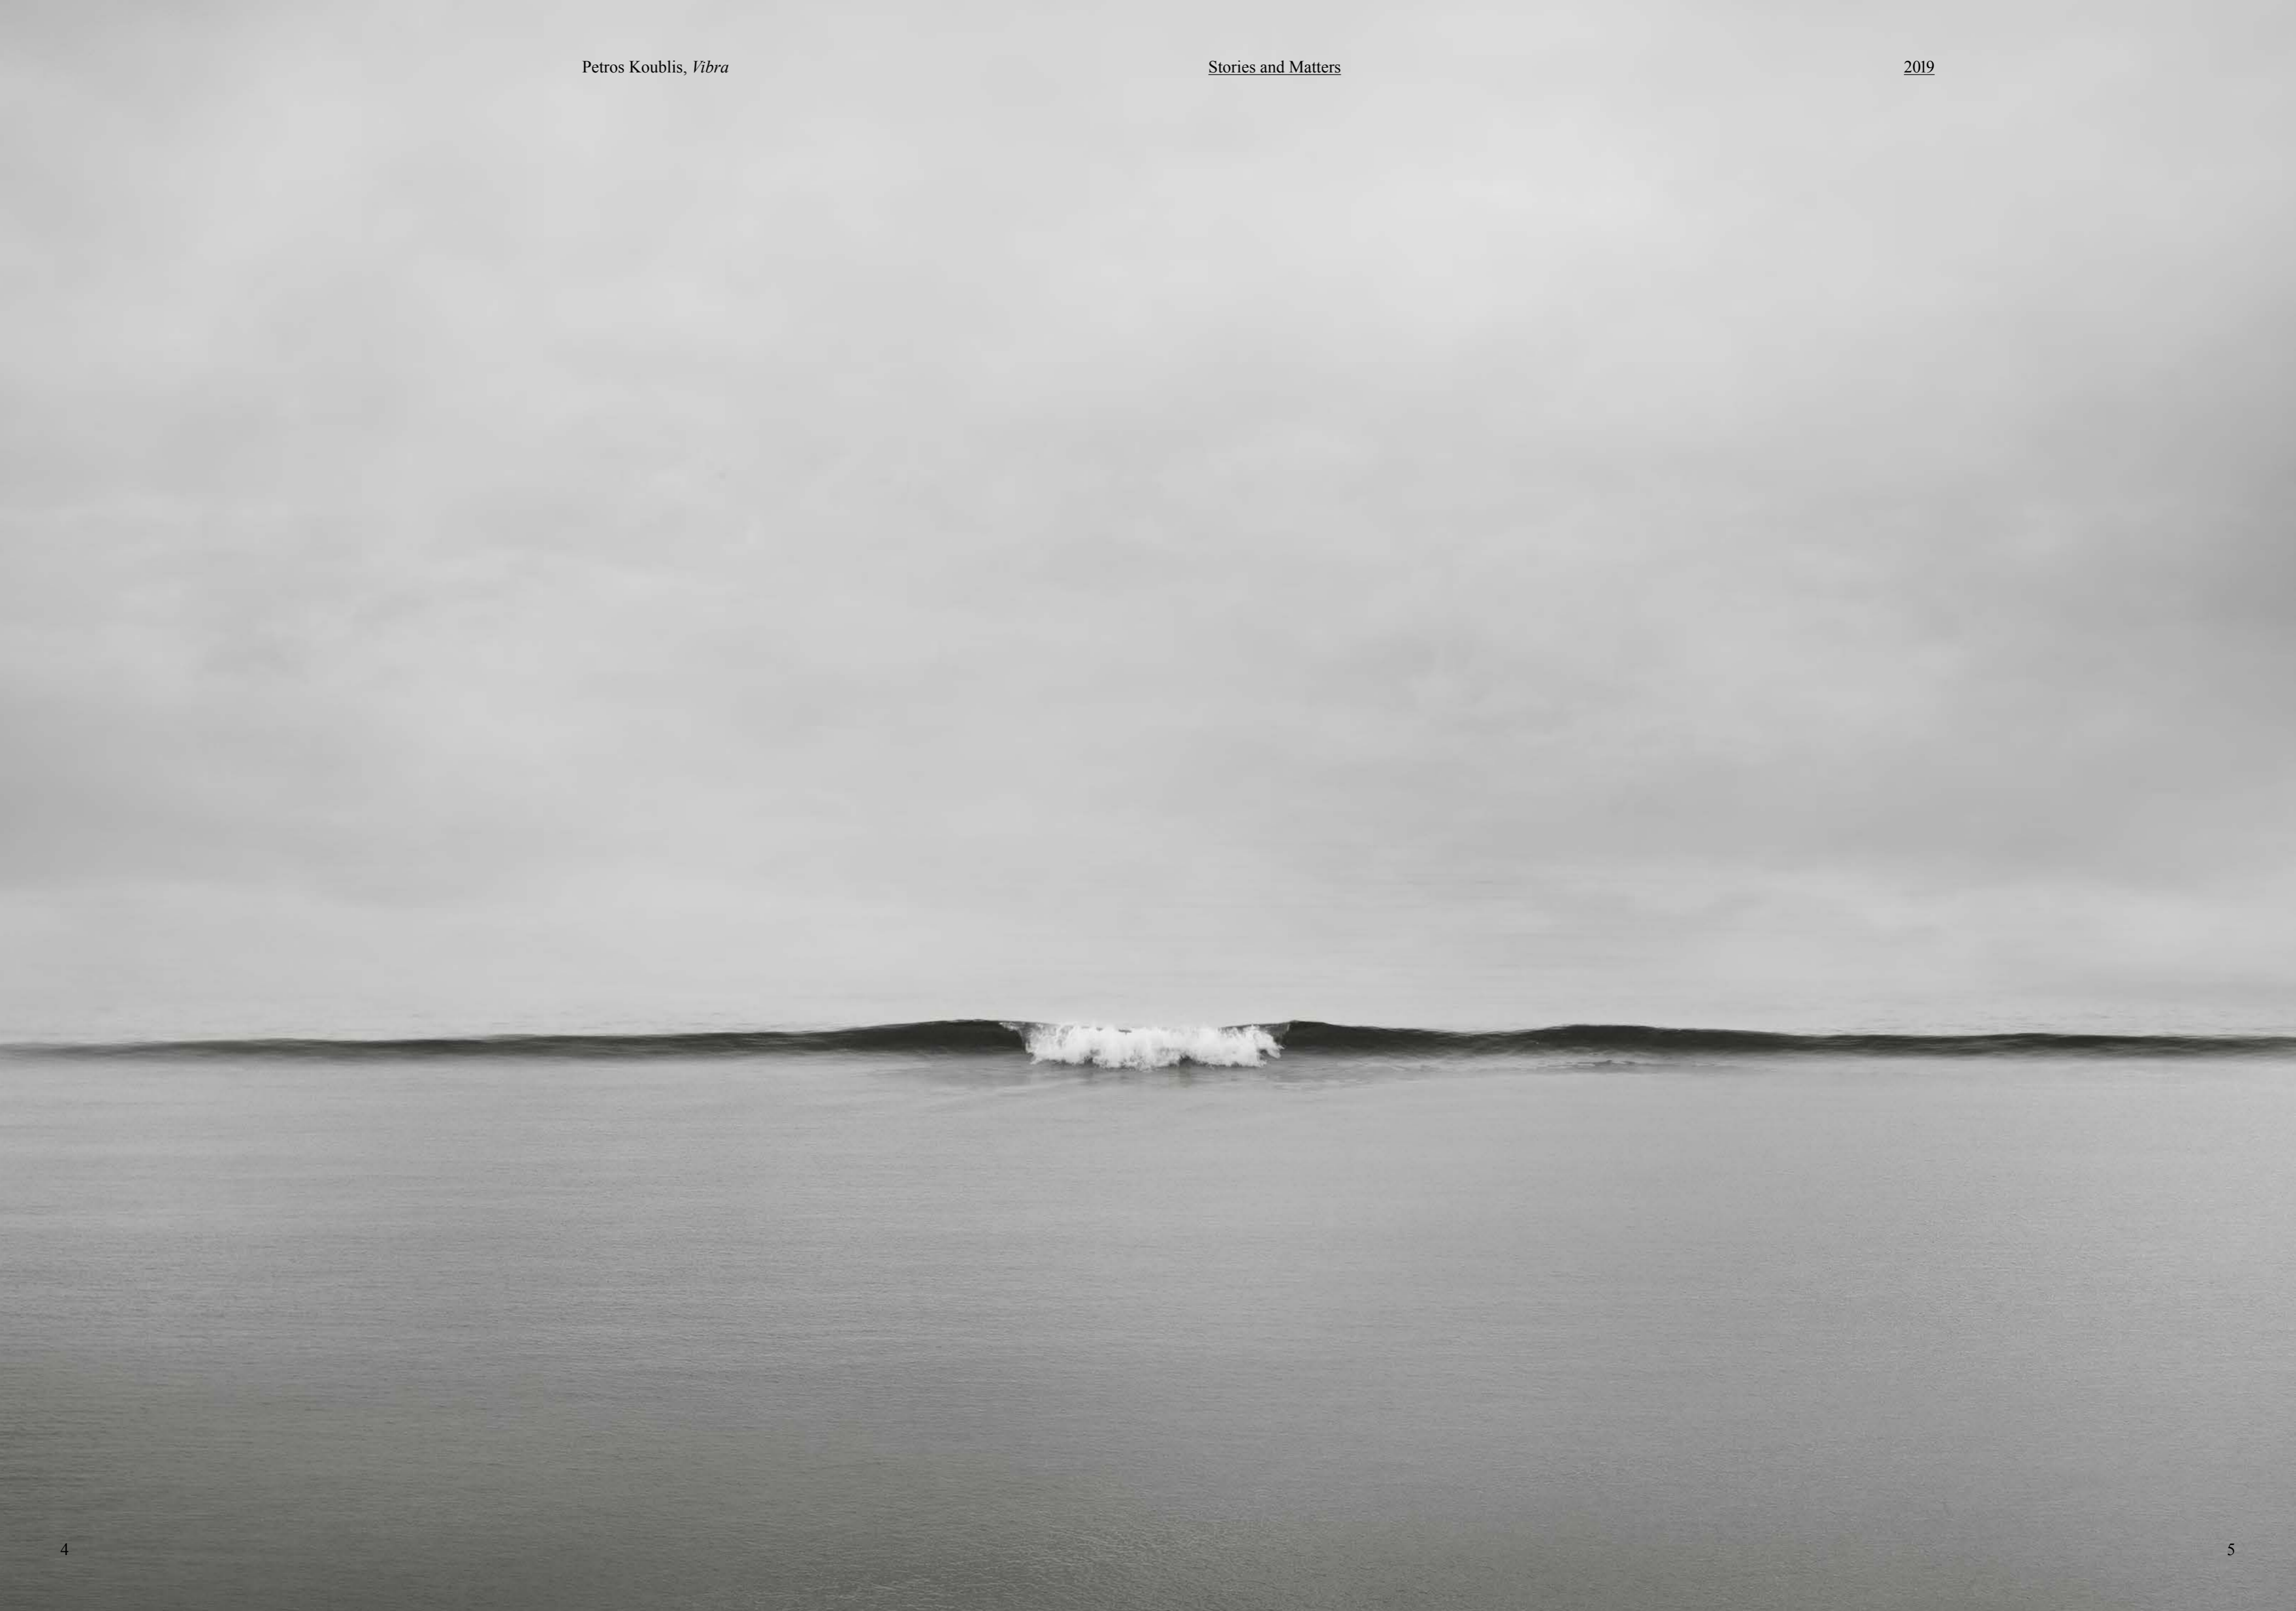 Petros Koublis, Vibra
Stories and Matters
2019
4
5